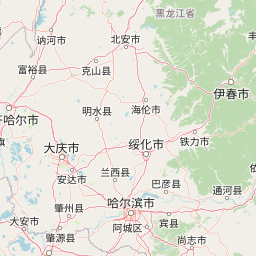 黑龙江省
讷河市
北安市
富裕县
克山县
伊春市
明水县
海伦市
齐哈尔市
大庆市
绥化市
铁力市
安达市
兰西县
巴彦县
通河县
肇州县
哈尔滨市
大安市
宾县
阿城区
肇源县
尚志市